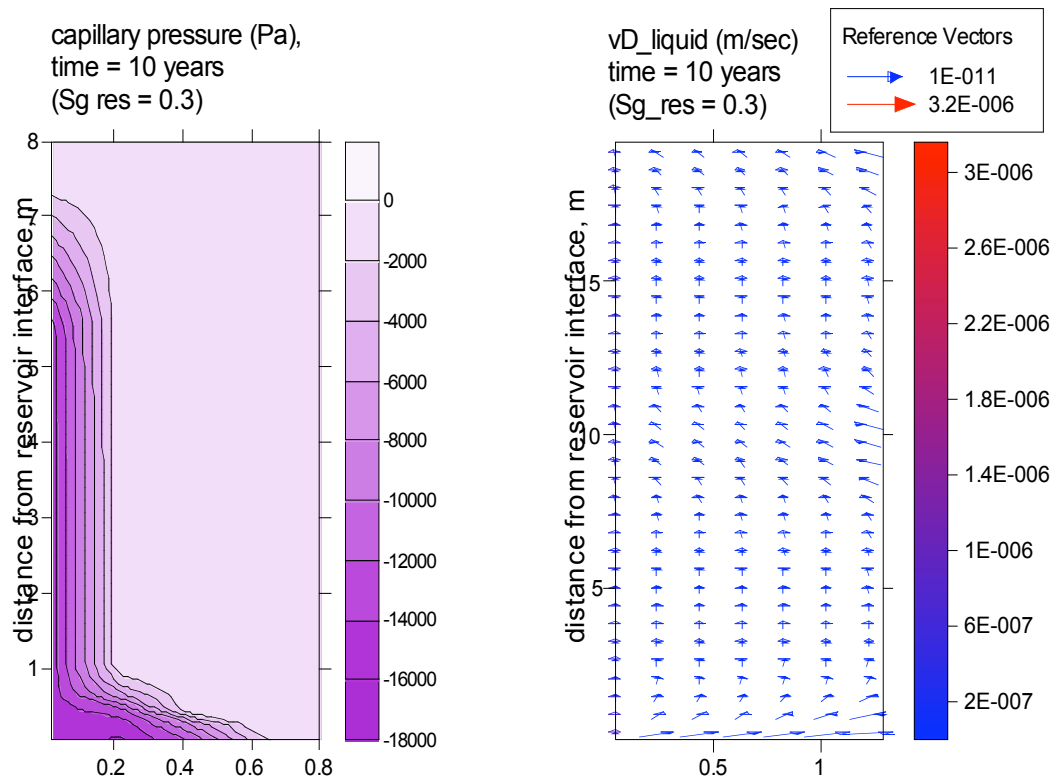 capillary pressure (Pa),
time = 10 years
(Sg res = 0.3)
distance from reservoir interface,m
8
7
6
5
4
3
2
1
0.2
0.4
0.6
0.8
0
-2000
-4000
-6000
-8000
-10000
-12000
-14000
-16000
-18000
vD_liquid (m/sec)
time = 10 years
(Sg_res = 0.3)
Reference Vectors
1E-011
3.2E-006
distance from reservoir interface, m
15
10
5
0.5
1
3E-006
2.6E-006
2.2E-006
1.8E-006
1.4E-006
1E-006
6E-007
2E-007